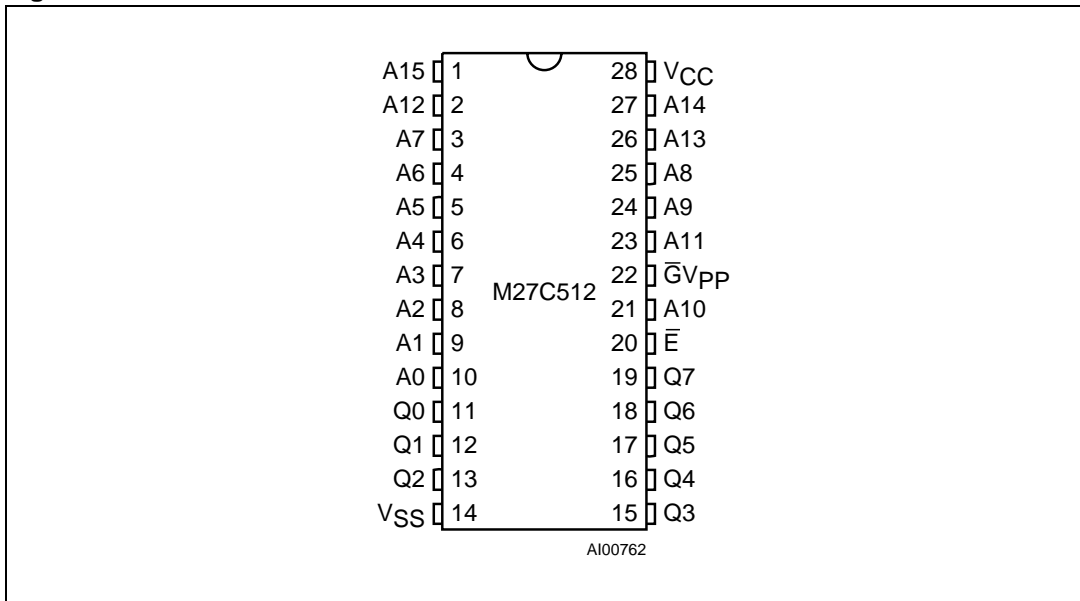 A15 1 28 VCC
A12 2 27 A14
A7 3 26 A13
A6 4 25 A8
A5 5 24 A9
A4 6 23 A11
A3 7 22 G̅VPP
M27C512
A2 8 21 A10
A1 9 20 E̅
A0 10 19 Q7
Q0 11 18 Q6
Q1 12 17 Q5
Q2 13 16 Q4
VSS 14 15 Q3
AI00762